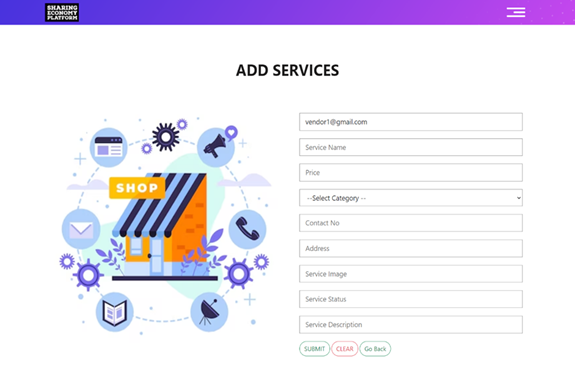 SHARING
ECONOMY
PLATFORM
ADD SERVICES
SHOP
vendor1@gmail.com
Service Name
Price
--Select Category --
Contact No
Address
Service Image
Service Status
Service Description
SUBMIT CLEAR Go Back